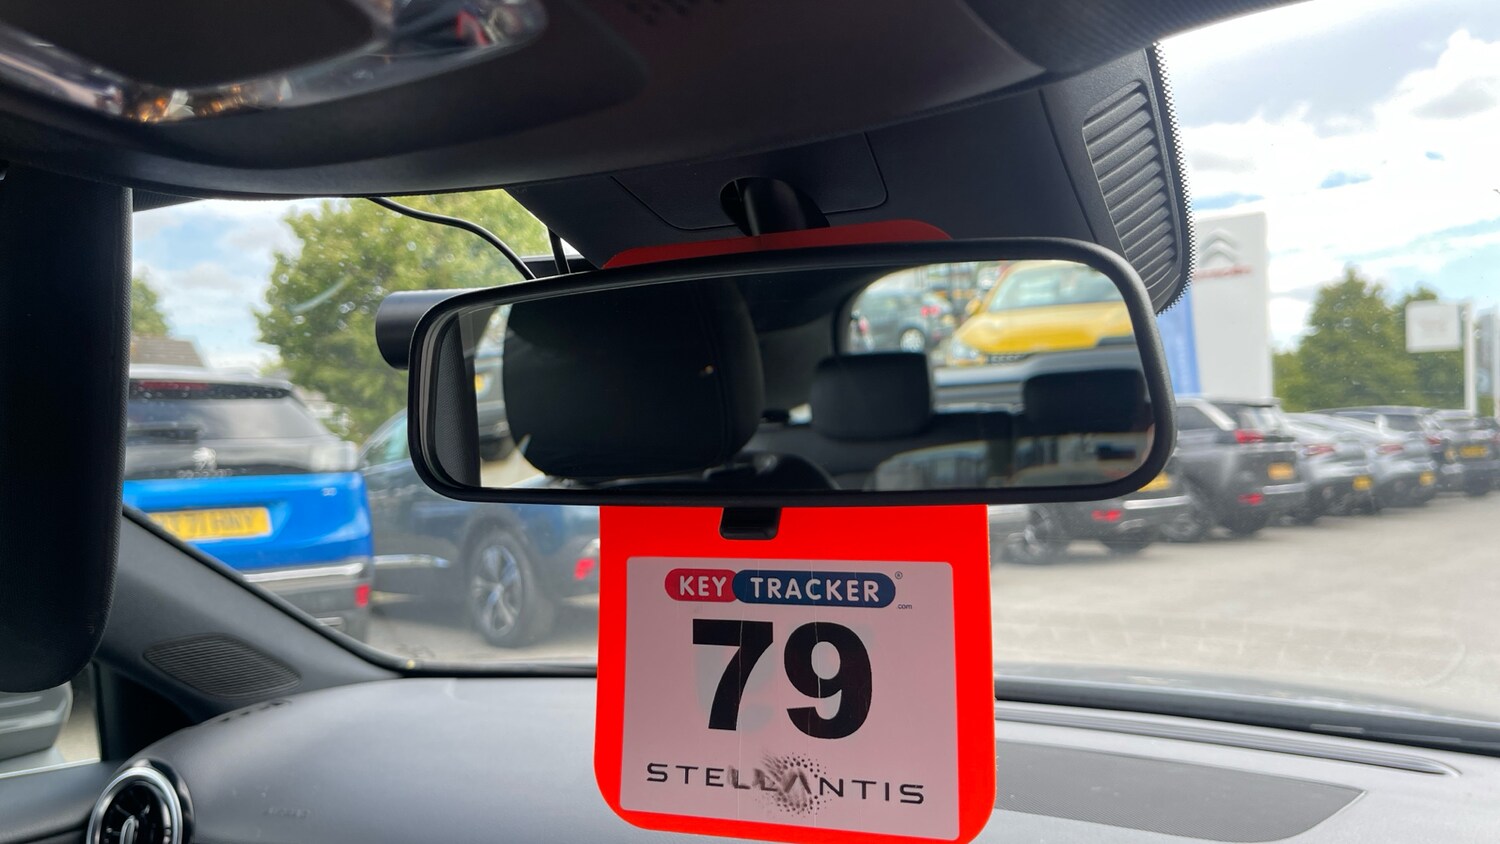 KEY TRACKER®
.com
79
STELLANTIS